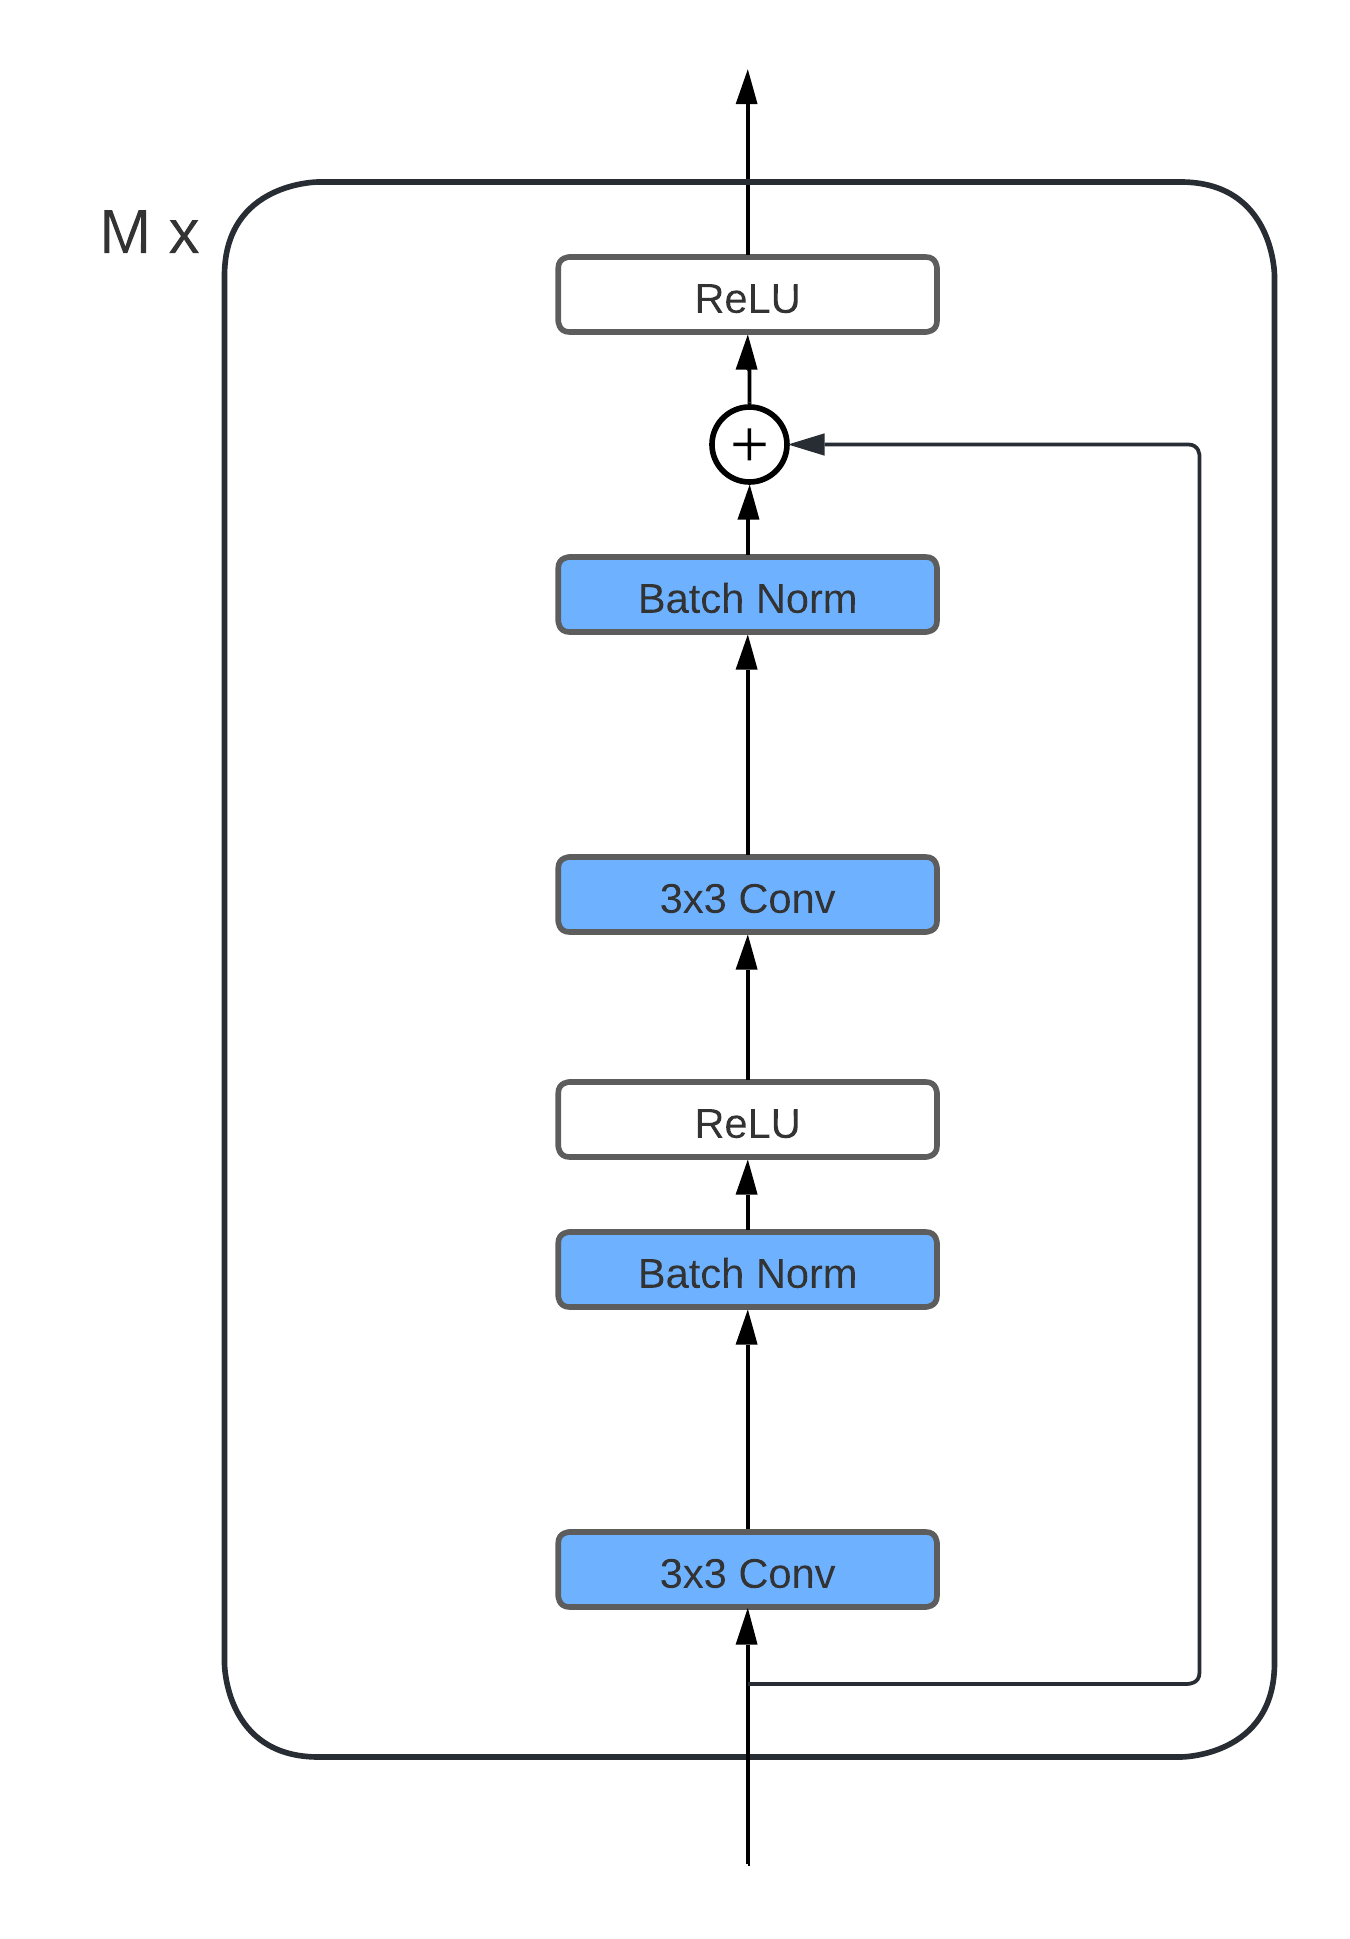 M x
ReLU
+
Batch Norm
3x3 Conv
ReLU
Batch Norm
3x3 Conv